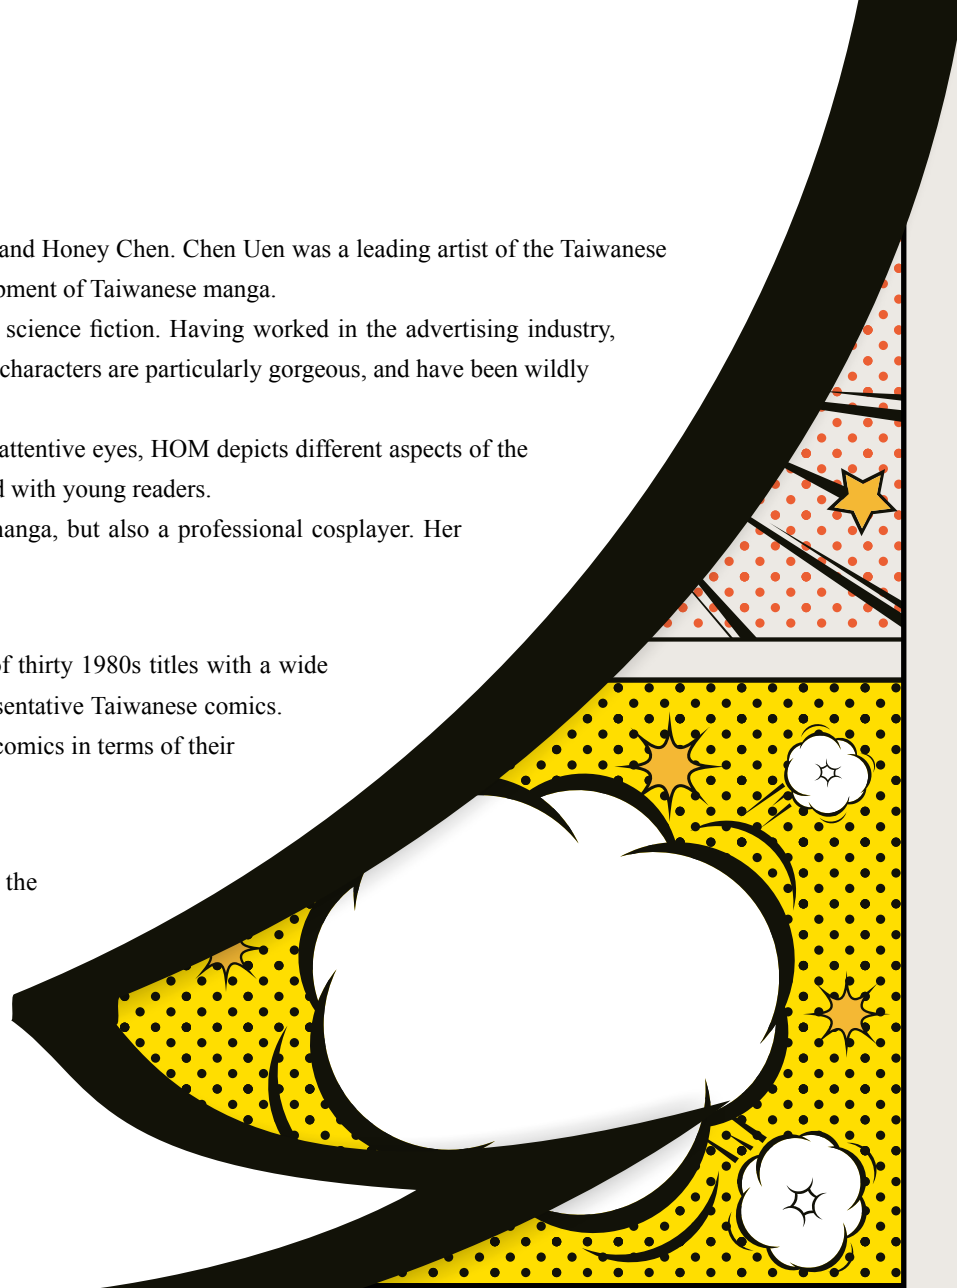 and Honey Chen. Chen Uen was a leading artist of the Taiwanese
of Taiwanese manga.
science fiction. Having worked in the advertising industry,
characters are particularly gorgeous, and have been wildly
attentive eyes, HOM depicts different aspects of the
with young readers.
but also a professional cosplayer. Her
thirty 1980s titles with a wide
Taiwanese comics.
comics in terms of their
the